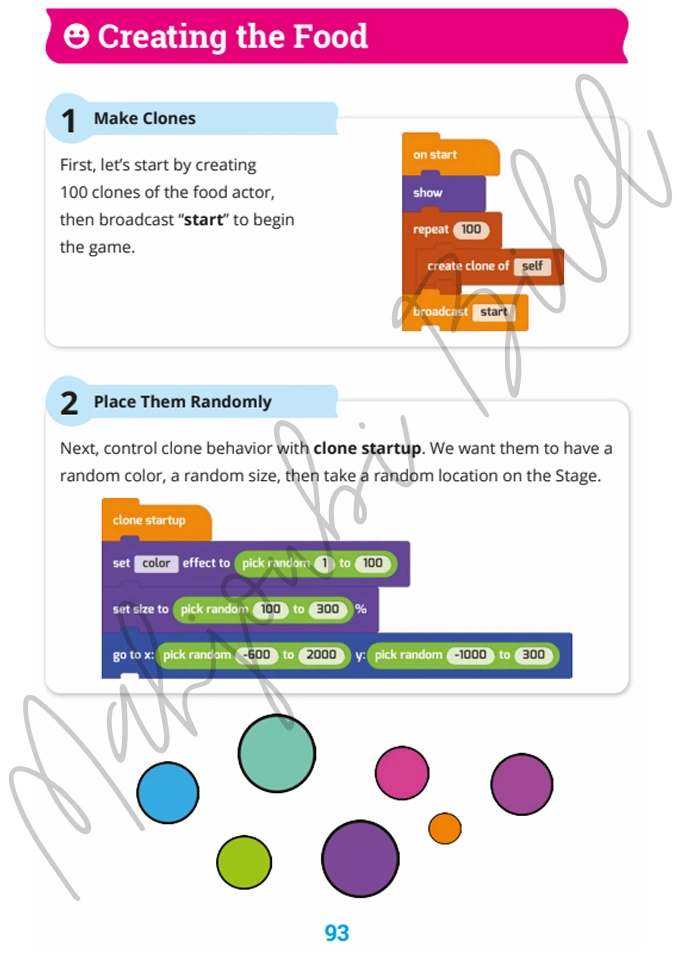 Creating the Food
1 Make Clones
First, let's start by creating
100 clones of the food actor,
then broadcast “start” to begin
the game.
on start
show
repeat 100
create clone of self
broadcast start
2 Place Them Randomly
Next, control clone behavior with clone startup. We want them to have a
random color, a random size, then take a random location on the Stage.
clone startup
set color effect to pick random 1 to 100
set size to pick random 100 to 300 %
go to x: pick random -600 to 2000 y: pick random -1000 to 300
Mahjoubi Bilel
93